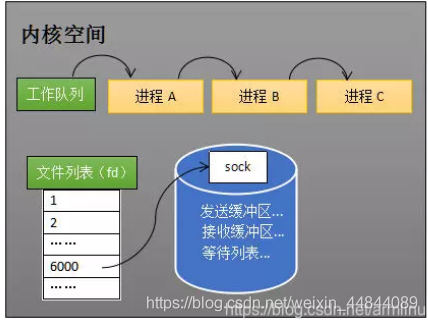 内核空间
工作队列
进程 A
进程 B
进程 C
文件列表（fd）
1
2
……
6000
……
sock
发送缓冲区...
接收缓冲区...
等待列表...
https://blog.csdn.net/weixin_44844089